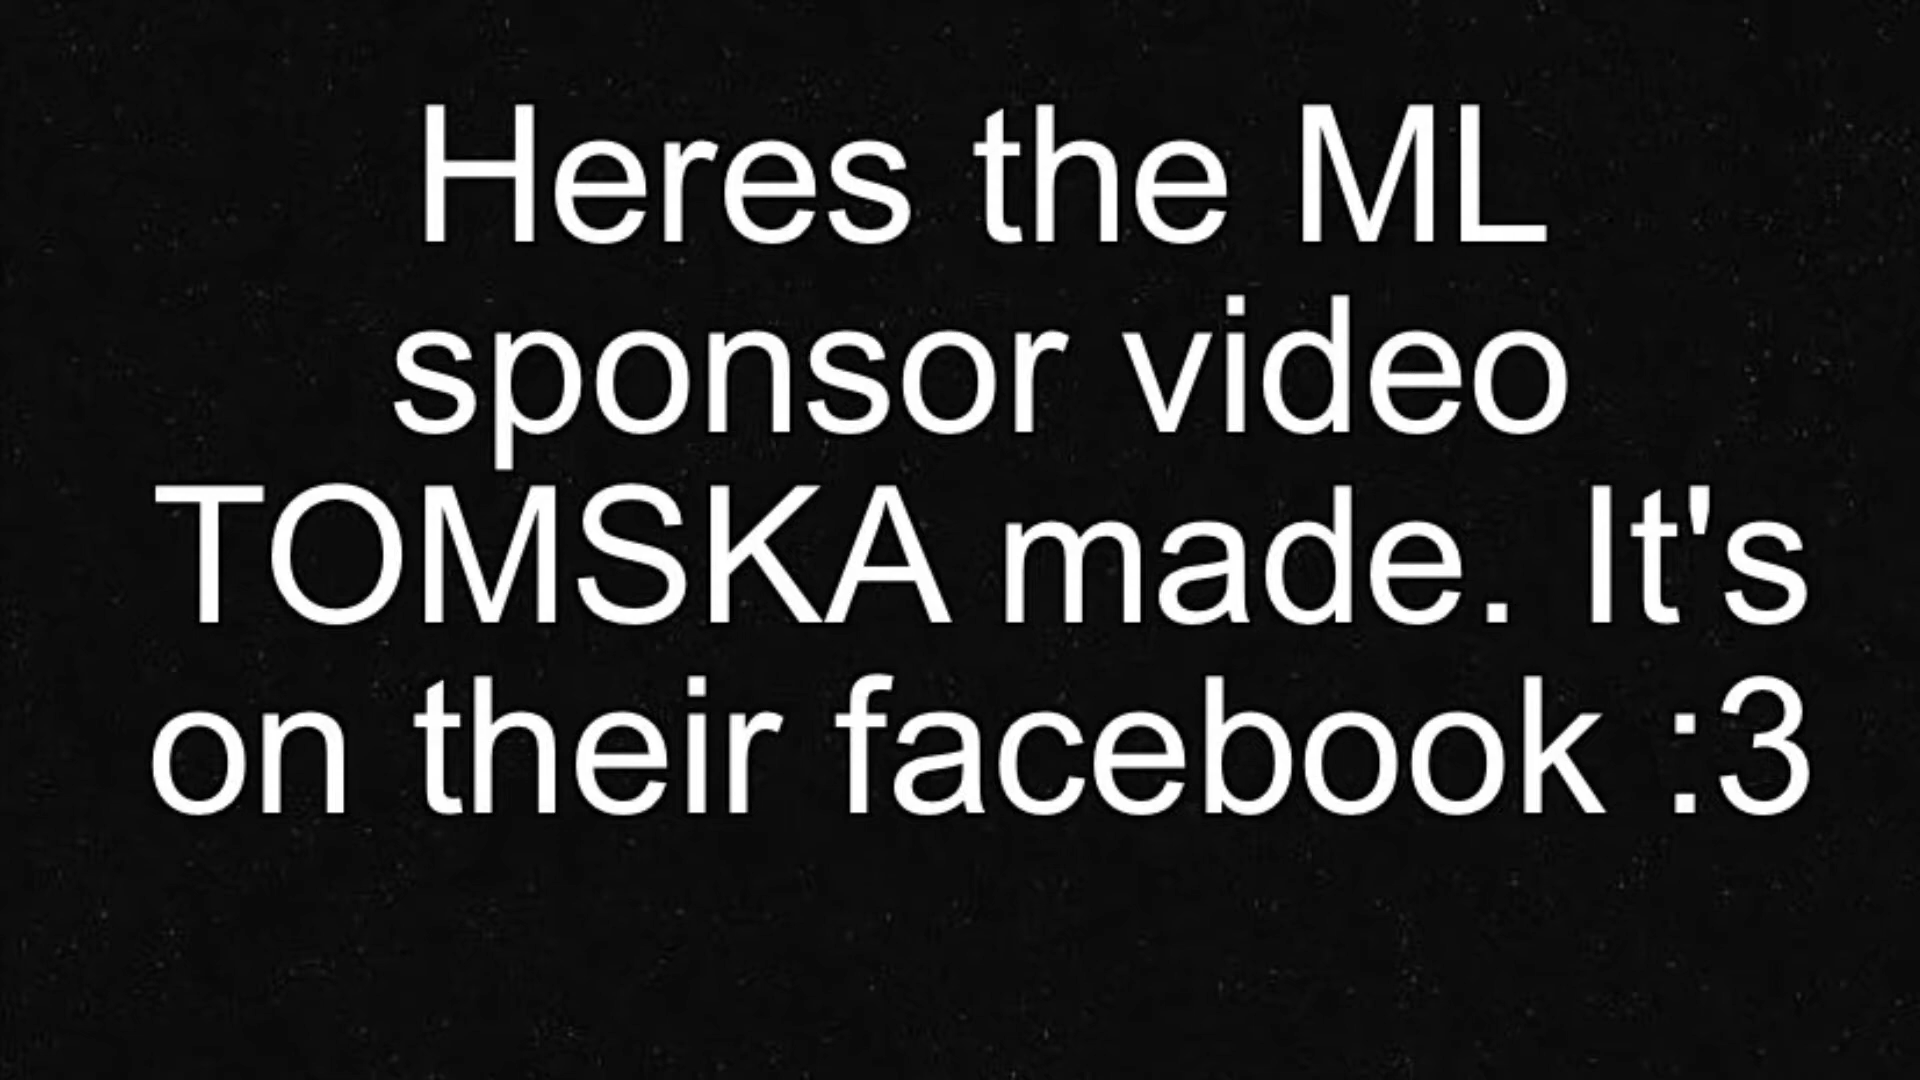 Heres the ML
sponsor video
TOMSKA made. It's
on their facebook :3